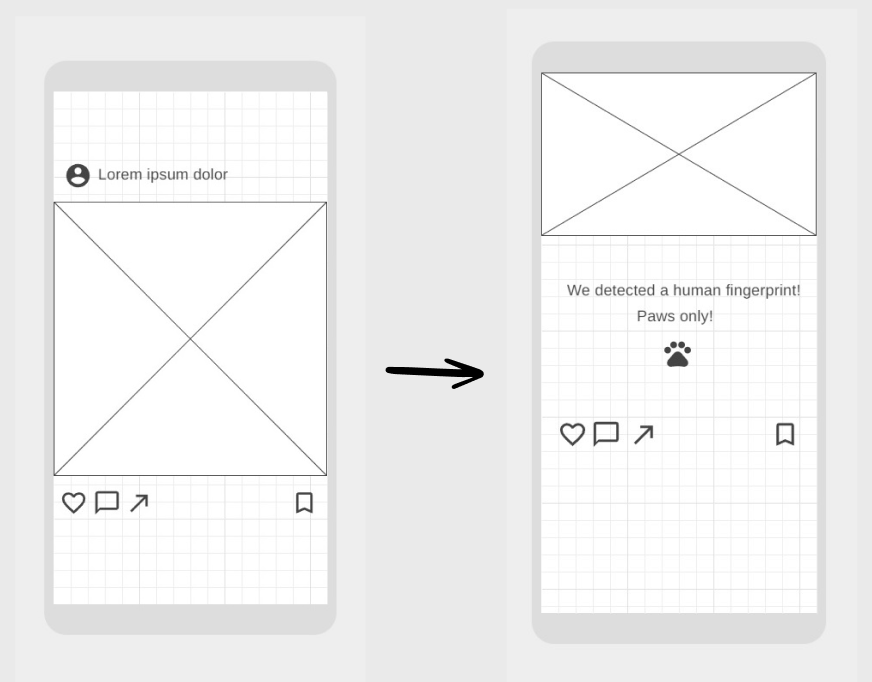 Lorem ipsum dolor
We detected a human fingerprint!
Paws only!